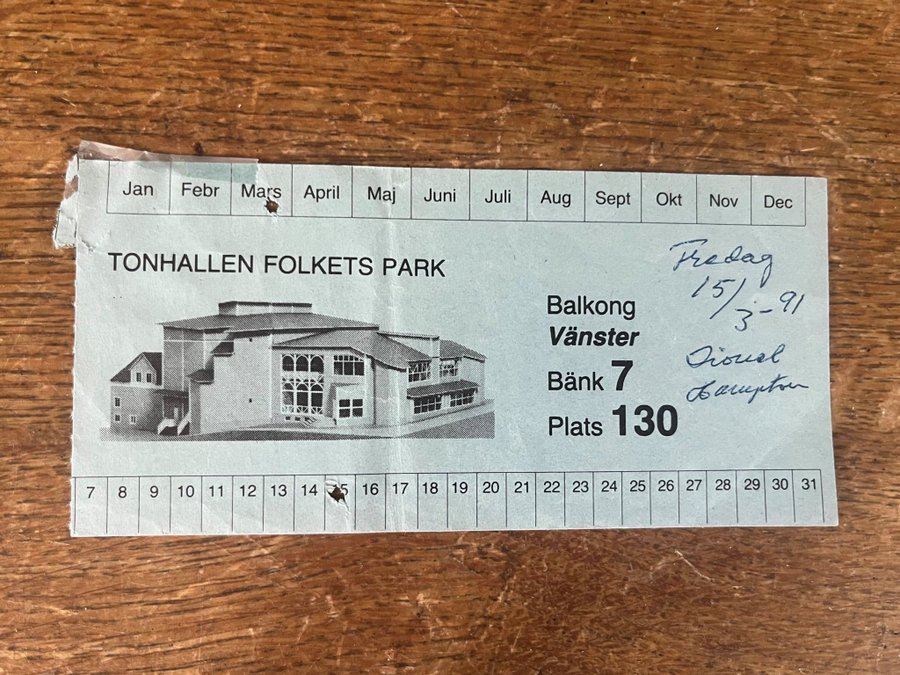 Jan Febr Mars April Maj Juni Juli Aug Sept Okt Nov Dec
TONHALLEN FOLKETS PARK
Balkong
Vänster
Bänk 7
Plats 130
Fredag
15/3-91
Lionel
Hampton
7 8 9 10 11 12 13 14 15 16 17 18 19 20 21 22 23 24 25 26 27 28 29 30 31